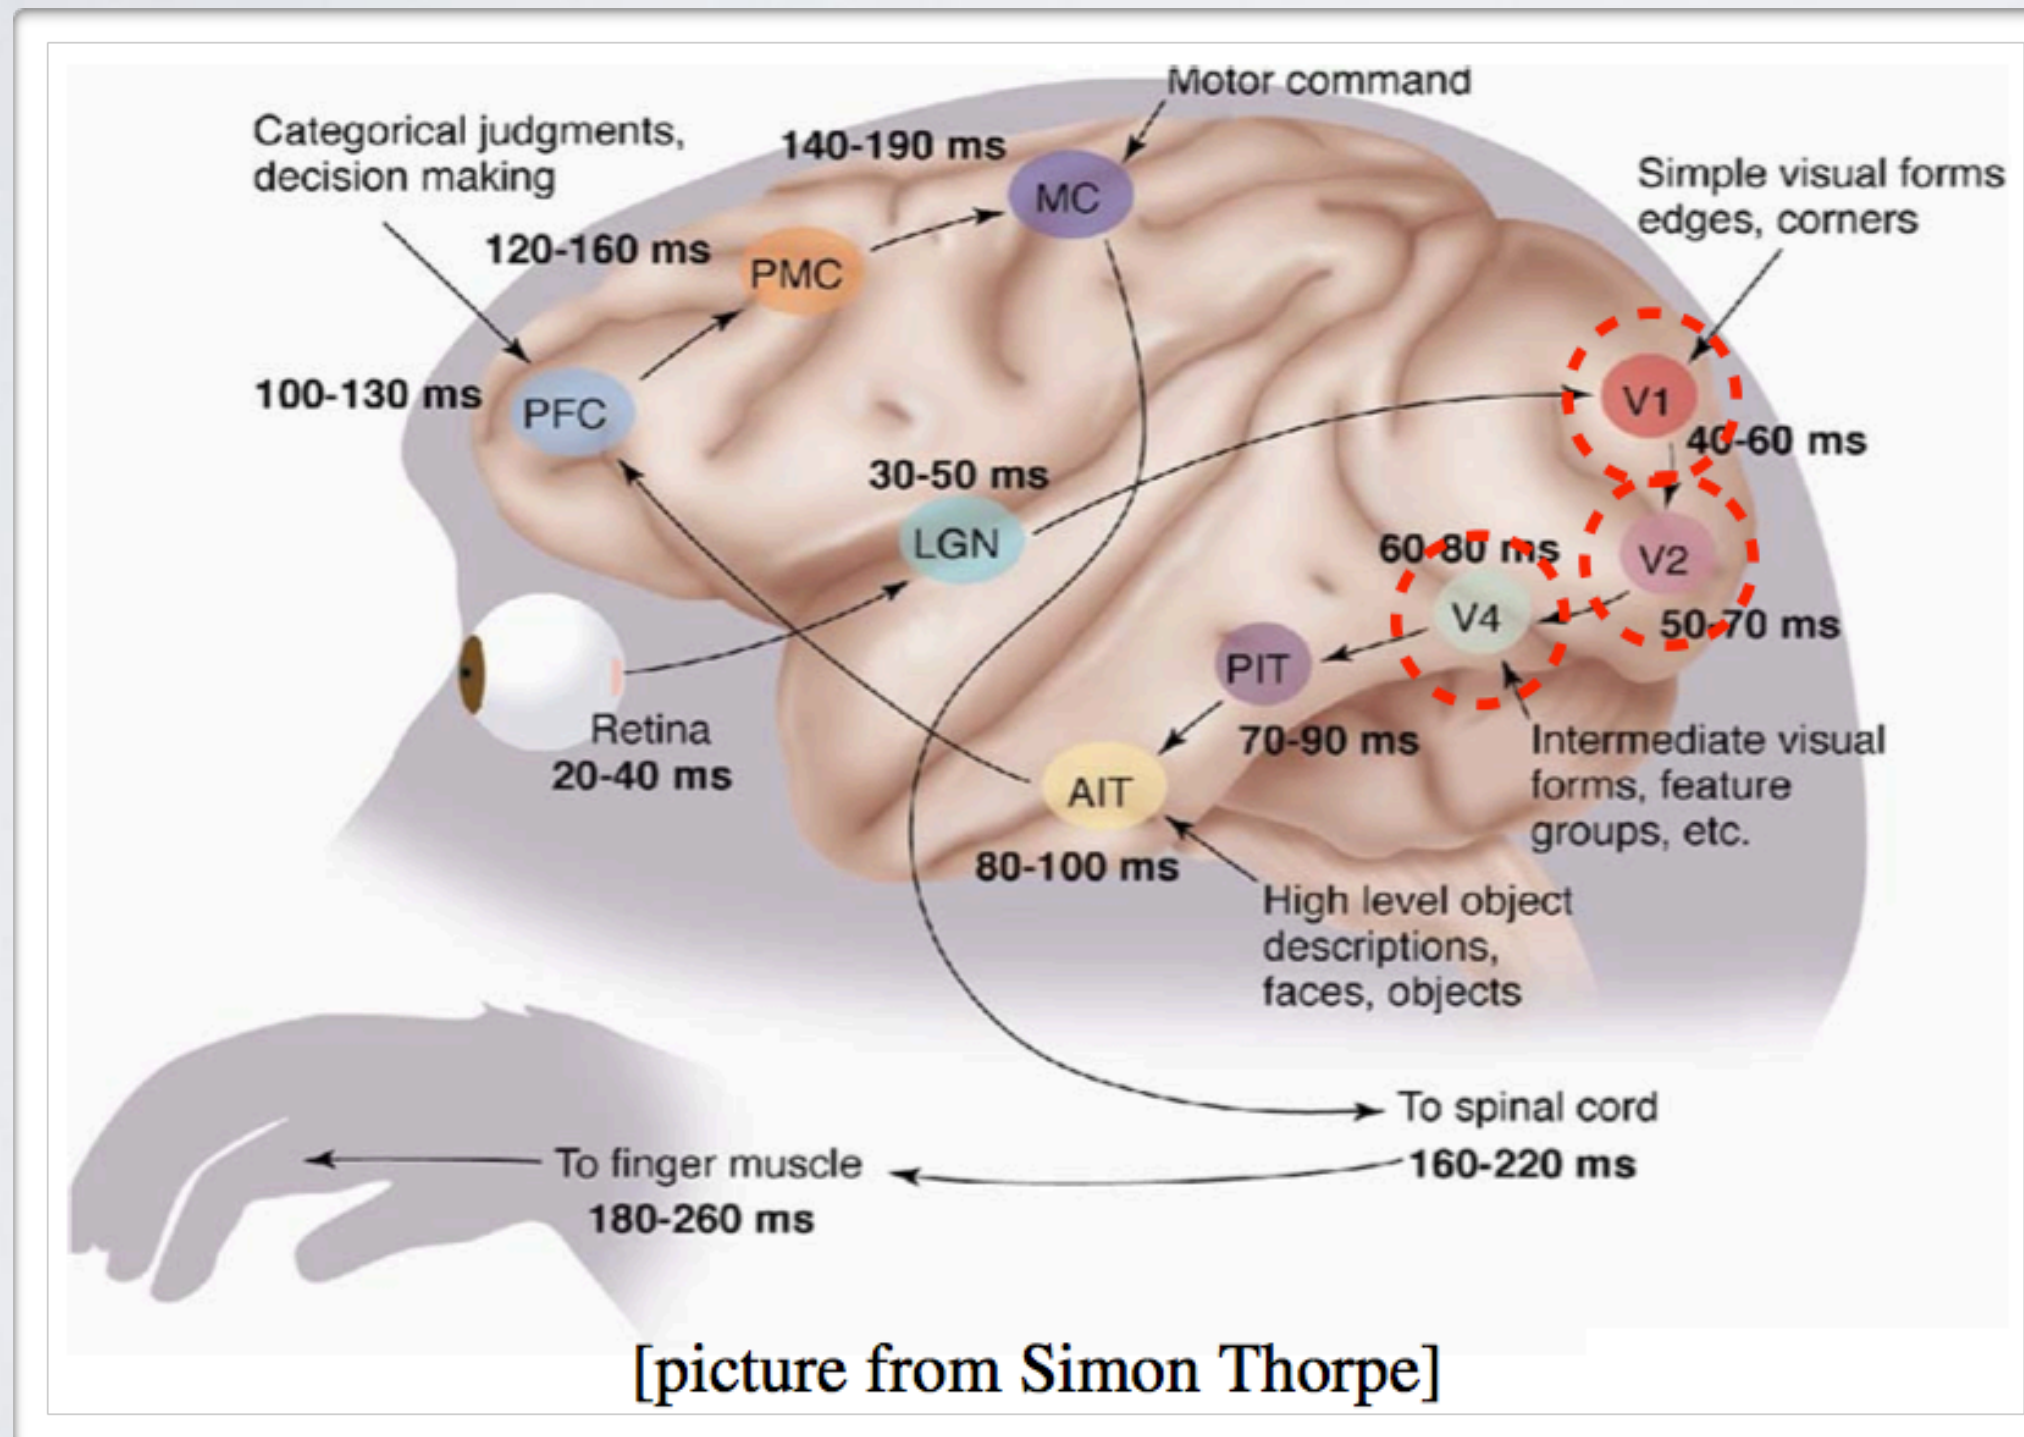 Motor command
Categorical judgments,
decision making
140-190 ms
MC
Simple visual forms
edges, corners
120-160 ms
PMC
100-130 ms
PFC
V1
40-60 ms
30-50 ms
LGN
60-80 ms
V2
V4
50-70 ms
PIT
Retina
20-40 ms
70-90 ms
Intermediate visual
forms, feature
groups, etc.
AIT
80-100 ms
High level object
descriptions,
faces, objects
To spinal cord
160-220 ms
To finger muscle
180-260 ms
[picture from Simon Thorpe]